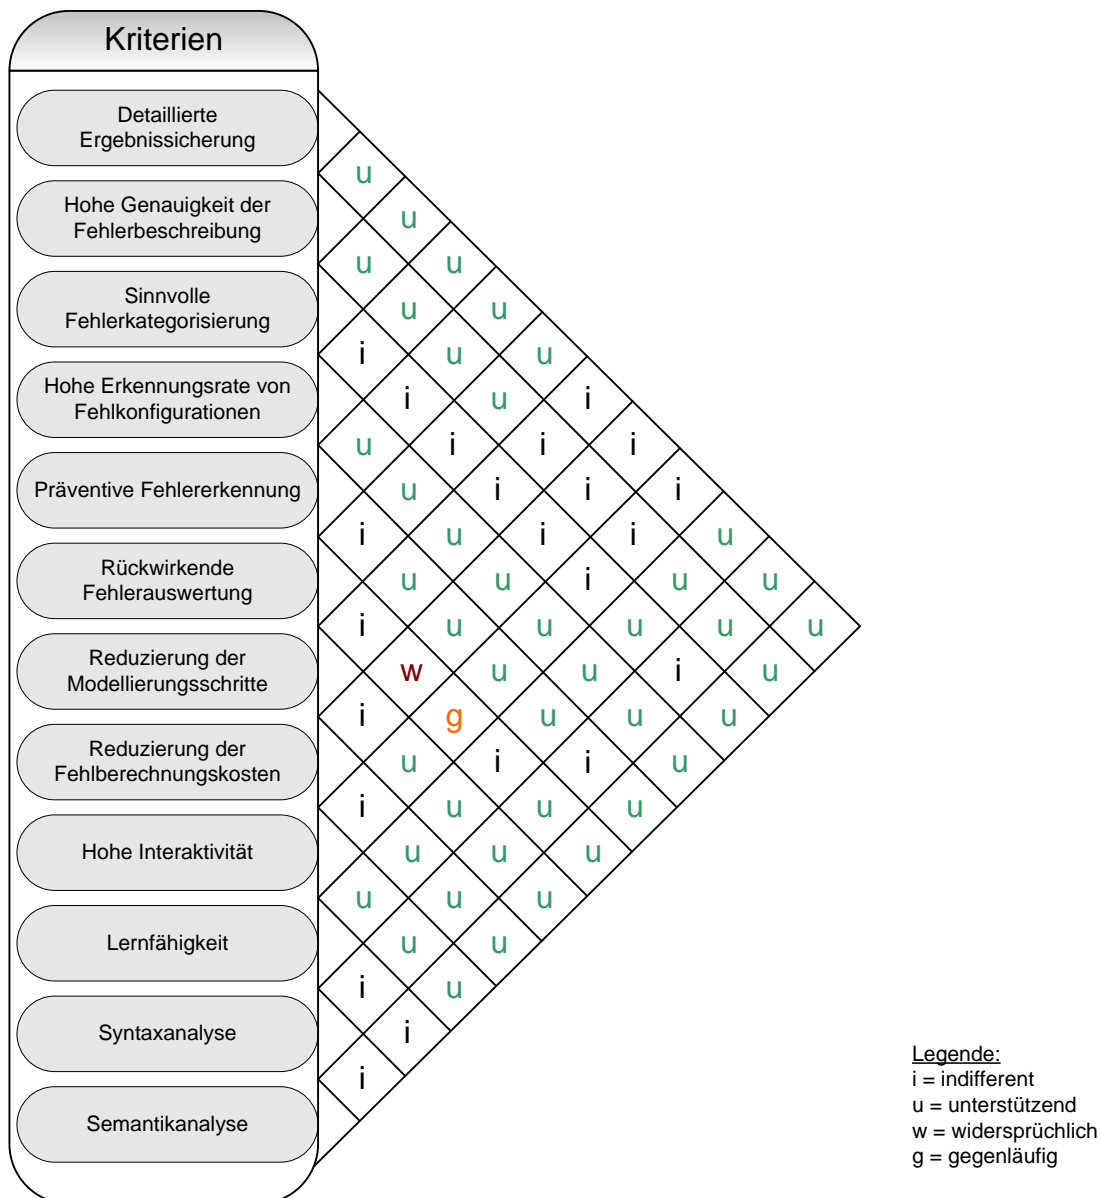 Kriterien
Detaillierte
Ergebnissicherung
Hohe Genauigkeit der
Fehlerbeschreibung
Sinnvolle
Fehlerkategorisierung
Hohe Erkennungsrate von
Fehlkonfigurationen
Präventive Fehlererkennung
Rückwirkende
Fehlerauswertung
Reduzierung der
Modellierungsschritte
Reduzierung der
Fehlberechnungskosten
Hohe Interaktivität
Lernfähigkeit
Syntaxanalyse
Semantikanalyse
u
u
u u
u u
i u u
i u i
u i i i
u i i i
i u i i u
u u i u u
i u u u u u
w u u i u
i g u u u
u i i u
i u u u
u u u
u u u
u u
i u
i
i
Legende:
i = indifferent
u = unterstützend
w = widersprüchlich
g = gegenläufig